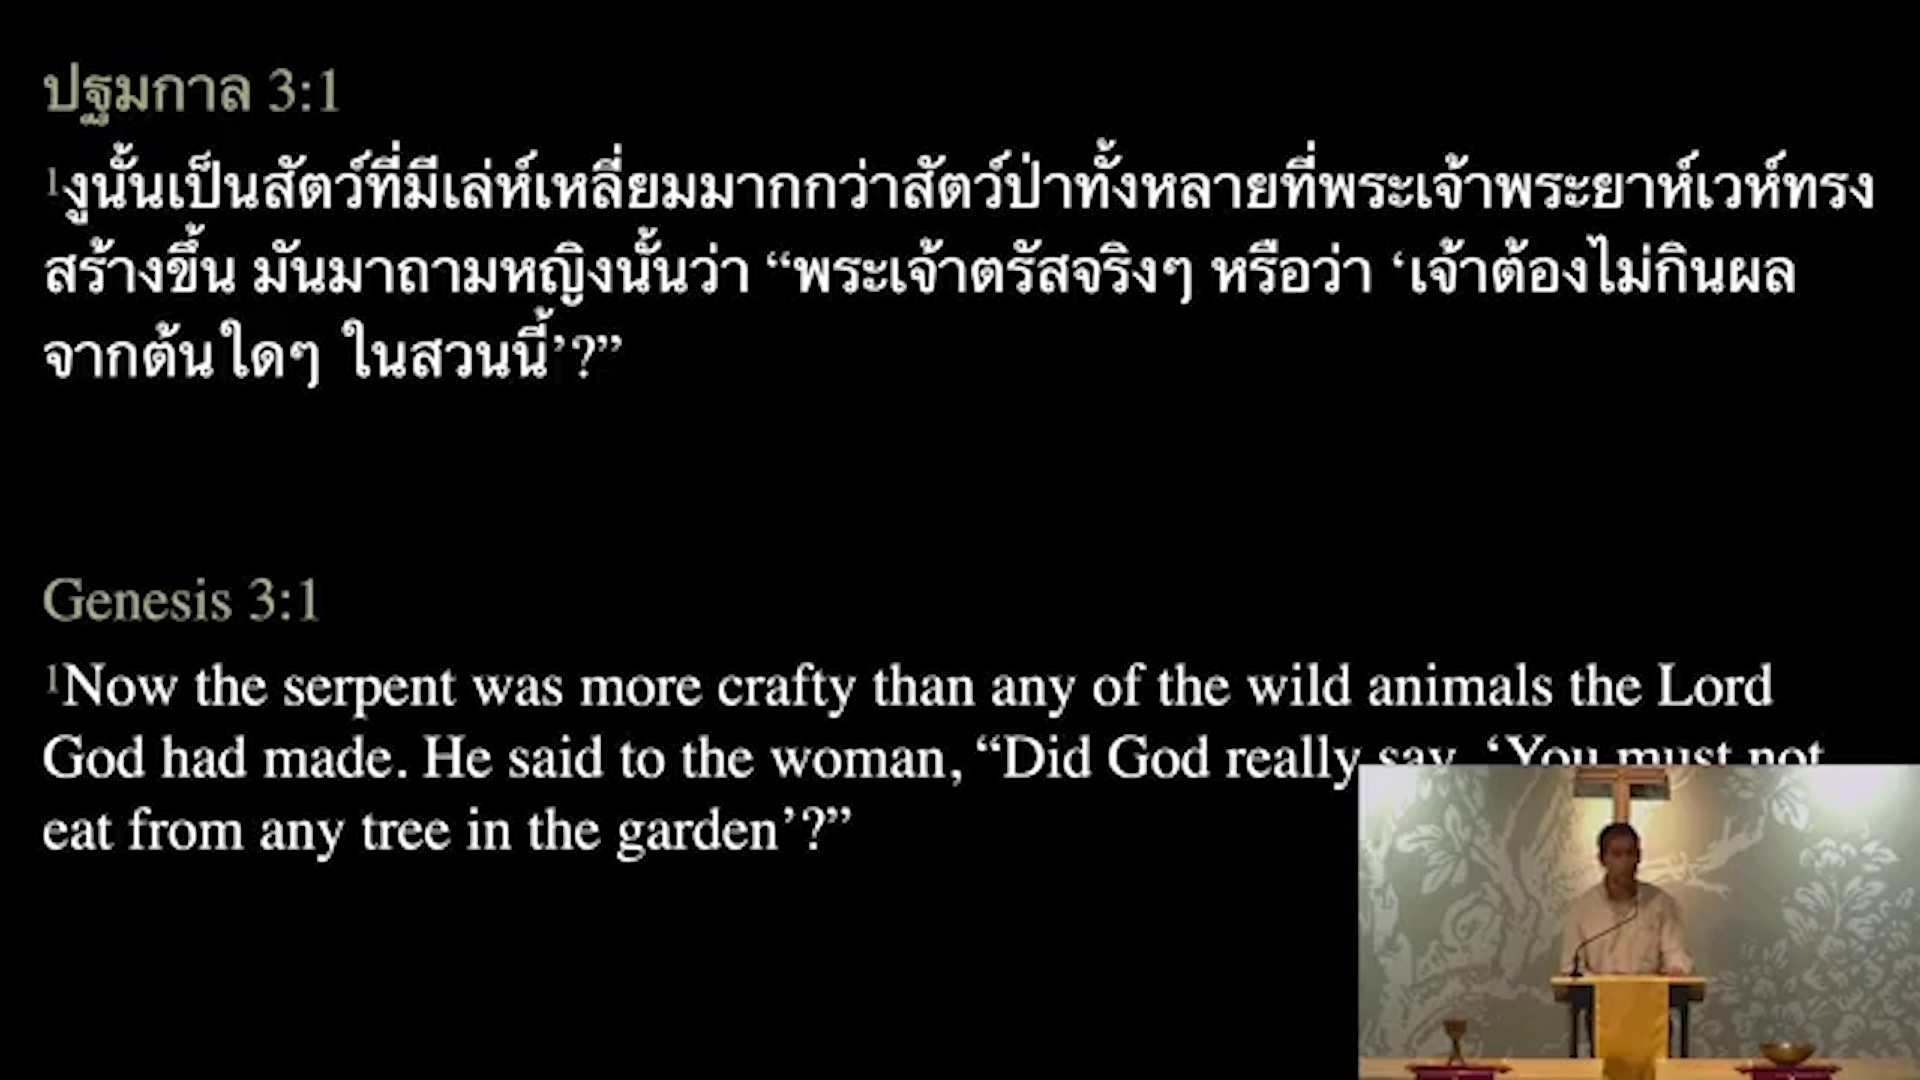 ปฐมกาล 3:1
1งูนั้นเป็นสัตว์ที่มีเล่ห์เหลี่ยมมากกว่าสัตว์ป่าทั้งหลายที่พระเจ้าพระยาห์เวห์ทรง
สร้างขึ้น มันมาถามหญิงนั้นว่า “พระเจ้าตรัสจริงๆ หรือว่า ‘เจ้าต้องไม่กินผล
จากต้นใดๆ ในสวนนี้’?”
Genesis 3:1
1Now the serpent was more crafty than any of the wild animals the Lord
God had made. He said to the woman, “Did God really say, ‘You must not
eat from any tree in the garden’?”